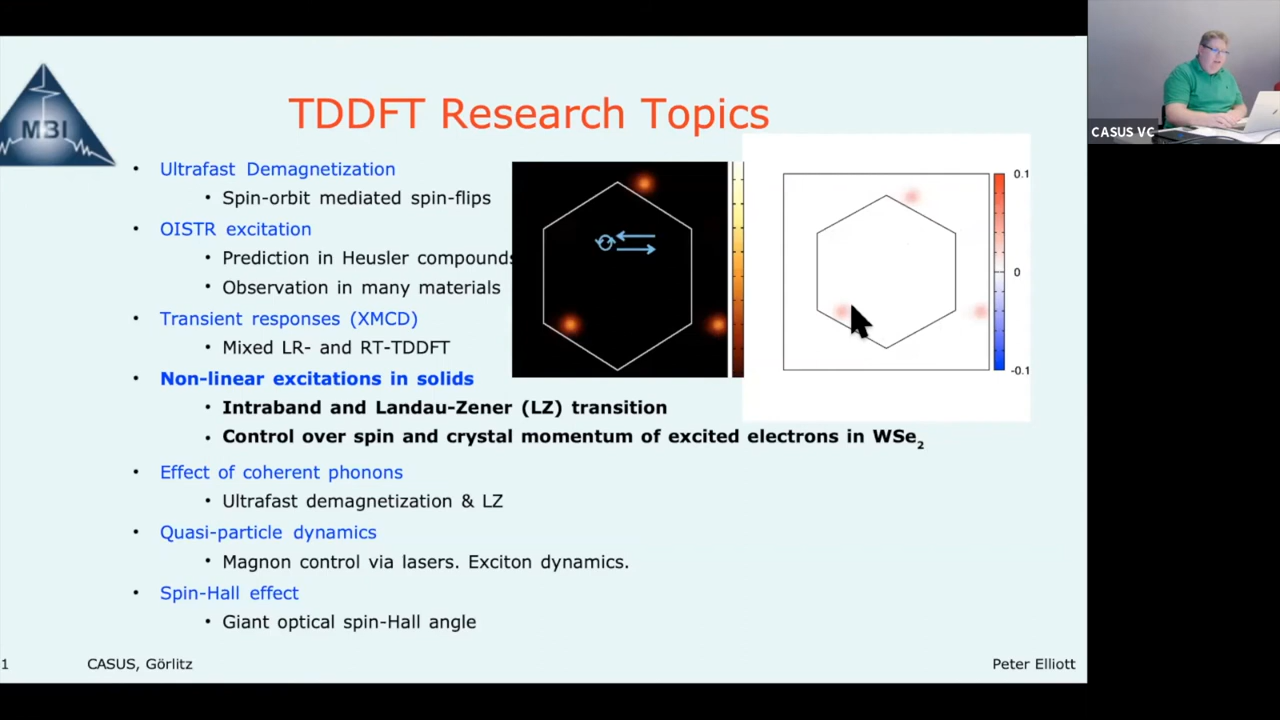 TDDFT Research Topics
MBI
• Ultrafast Demagnetization
• Spin-orbit mediated spin-flips
• OISTR excitation
• Prediction in Heusler compounds
• Observation in many materials
• Transient responses (XMCD)
• Mixed LR- and RT-TDDFT
• Non-linear excitations in solids
• Intraband and Landau-Zener (LZ) transition
• Control over spin and crystal momentum of excited electrons in WSe₂
• Effect of coherent phonons
• Ultrafast demagnetization & LZ
• Quasi-particle dynamics
• Magnon control via lasers. Exciton dynamics.
• Spin-Hall effect
• Giant optical spin-Hall angle
0.1
0
-0.1
1
CASUS, Görlitz
Peter Elliott
CASUS VC